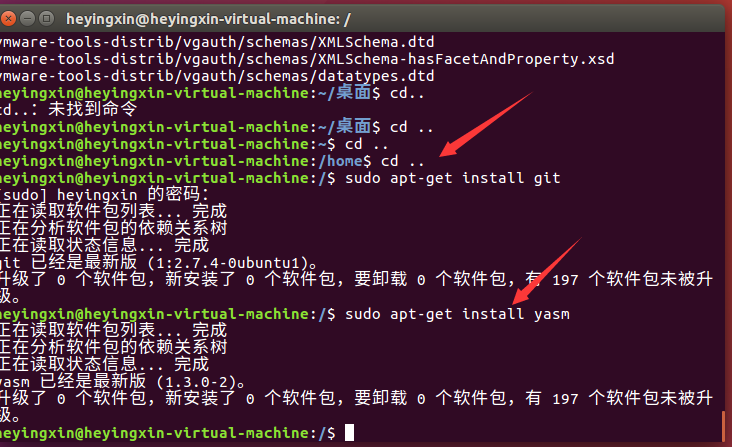 heyingxin@heyingxin-virtual-machine: /
vmware-tools-distrib/vgauth/schemas/XMLSchema.dtd
vmware-tools-distrib/vgauth/schemas/XMLSchema-hasFacetAndProperty.xsd
vmware-tools-distrib/vgauth/schemas/datatypes.dtd
heyingxin@heyingxin-virtual-machine:~/桌面$ cd..
cd..：未找到命令
heyingxin@heyingxin-virtual-machine:~/桌面$ cd ..
heyingxin@heyingxin-virtual-machine:~$ cd ..
heyingxin@heyingxin-virtual-machine:/home$ cd ..
heyingxin@heyingxin-virtual-machine:/$ sudo apt-get install git
[sudo] heyingxin 的密码：
正在读取软件包列表... 完成
正在分析软件包的依赖关系树
正在读取状态信息... 完成
git 已经是最新版 (1:2.7.4-0ubuntu1)。
升级了 0 个软件包，新安装了 0 个软件包，要卸载 0 个软件包，有 197 个软件包未被升
级。
heyingxin@heyingxin-virtual-machine:/$ sudo apt-get install yasm
正在读取软件包列表... 完成
正在分析软件包的依赖关系树
正在读取状态信息... 完成
yasm 已经是最新版 (1.3.0-2)。
升级了 0 个软件包，新安装了 0 个软件包，要卸载 0 个软件包，有 197 个软件包未被升
级。
heyingxin@heyingxin-virtual-machine:/$